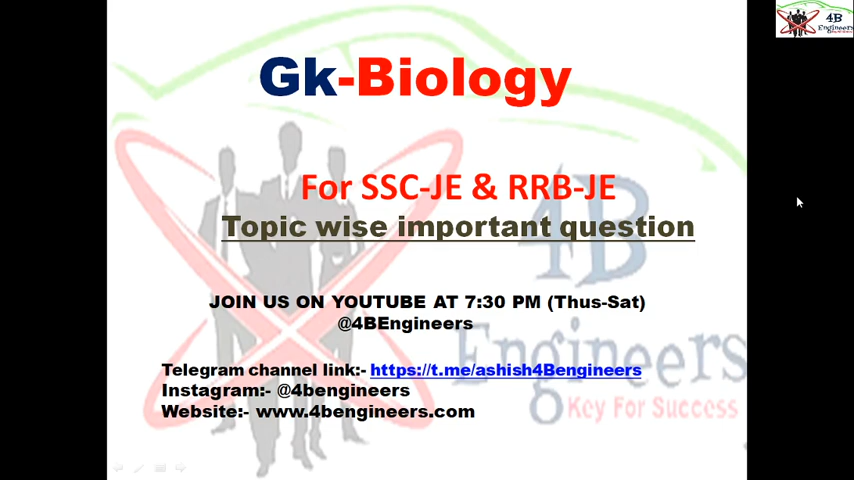 4B
Engineers
Gk-Biology
For SSC-JE & RRB-JE
Topic wise important question
JOIN US ON YOUTUBE AT 7:30 PM (Thus-Sat)
@4BEngineers
Telegram channel link:- https://t.me/ashish4Bengineers
Instagram:- @4bengineers
Website:- www.4bengineers.com
4B
Engineers
Key For Success